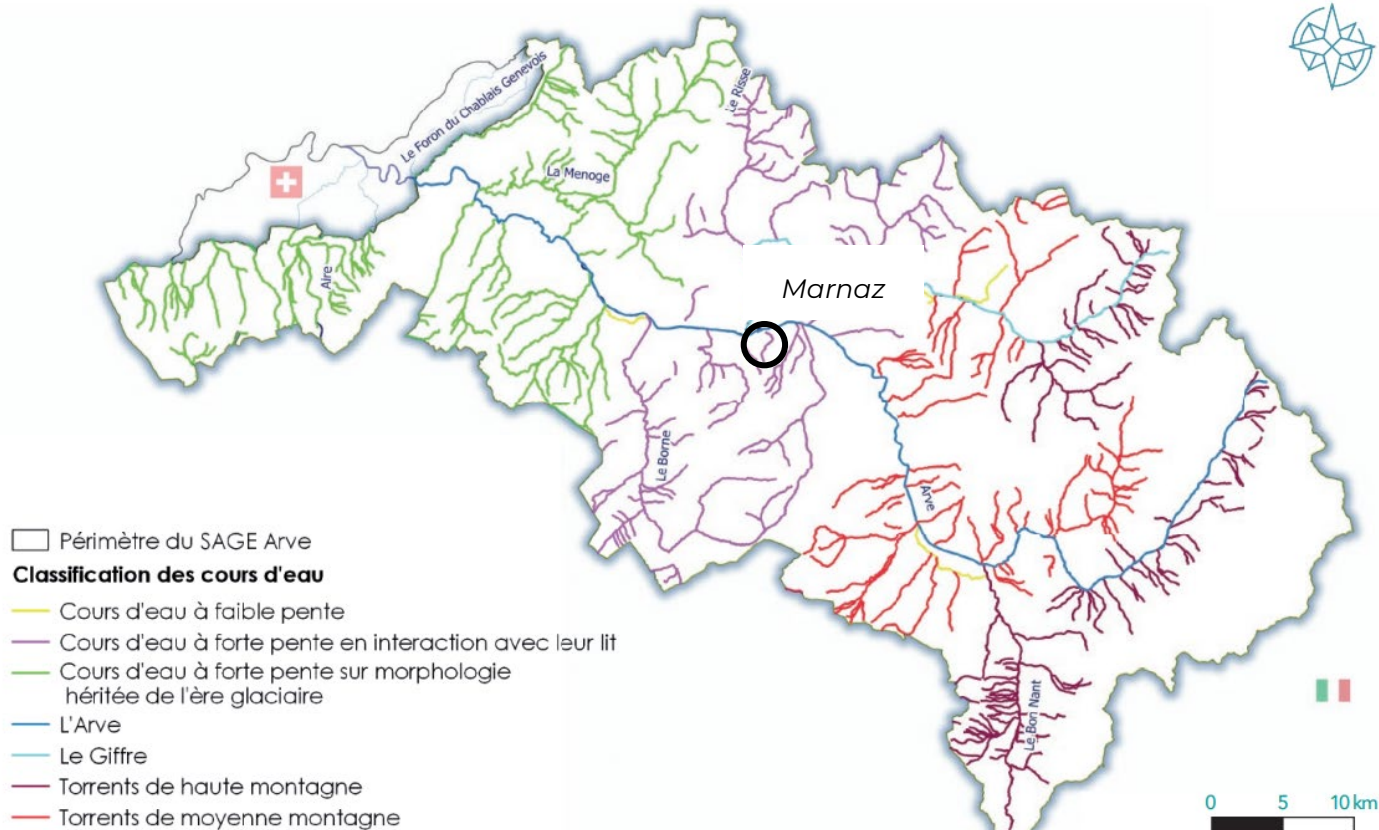 Le Foron du Chablais Genevois
Le Risse
La Menoge
Aire
Marnaz
Le Borne
Arve
Le Bon Nant
Périmètre du SAGE Arve
Classification des cours d'eau
Cours d'eau à faible pente
Cours d'eau à forte pente en interaction avec leur lit
Cours d'eau à forte pente sur morphologie
héritée de l'ère glaciaire
L'Arve
Le Giffre
Torrents de haute montagne
Torrents de moyenne montagne
0 5 10 km